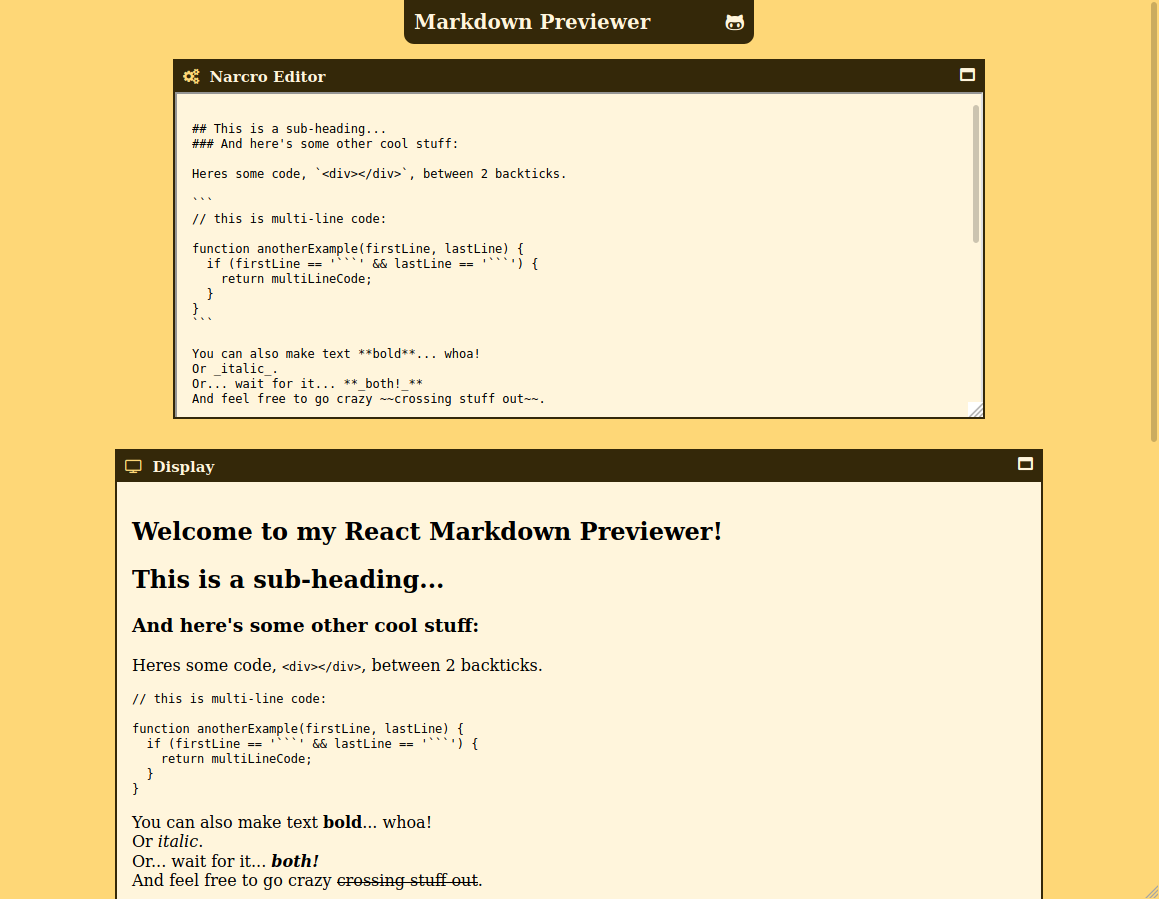 Markdown Previewer
Narcro Editor
## This is a sub-heading...
### And here's some other cool stuff:
Heres some code, `<div></div>`, between 2 backticks.
```
// this is multi-line code:
function anotherExample(firstLine, lastLine) {
  if (firstLine == '```' && lastLine == '```') {
    return multiLineCode;
  }
}
```
You can also make text **bold**... whoa!
Or _italic_.
Or... wait for it... **_both!_**
And feel free to go crazy ~~crossing stuff out~~.
Display
Welcome to my React Markdown Previewer!
This is a sub-heading...
And here's some other cool stuff:
Heres some code, <div></div>, between 2 backticks.
// this is multi-line code:
function anotherExample(firstLine, lastLine) {
  if (firstLine == '```' && lastLine == '```') {
    return multiLineCode;
  }
}
You can also make text bold... whoa!
Or italic.
Or... wait for it... both!
And feel free to go crazy crossing stuff out.